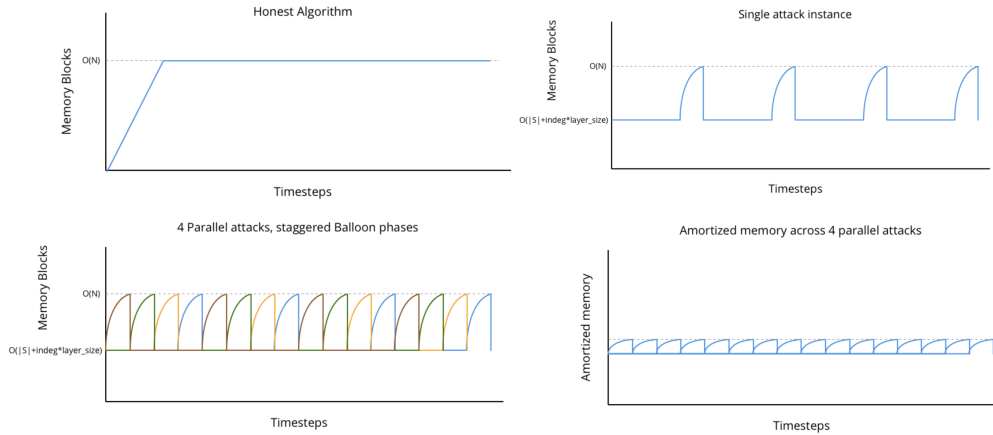 Honest Algorithm
Memory Blocks
O(N)
Timesteps
Single attack instance
Memory Blocks
O(N)
O(|S|+indeg*layer_size)
Timesteps
4 Parallel attacks, staggered Balloon phases
Memory Blocks
O(N)
O(|S|+indeg*layer_size)
Timesteps
Amortized memory across 4 parallel attacks
Amortized memory
Timesteps